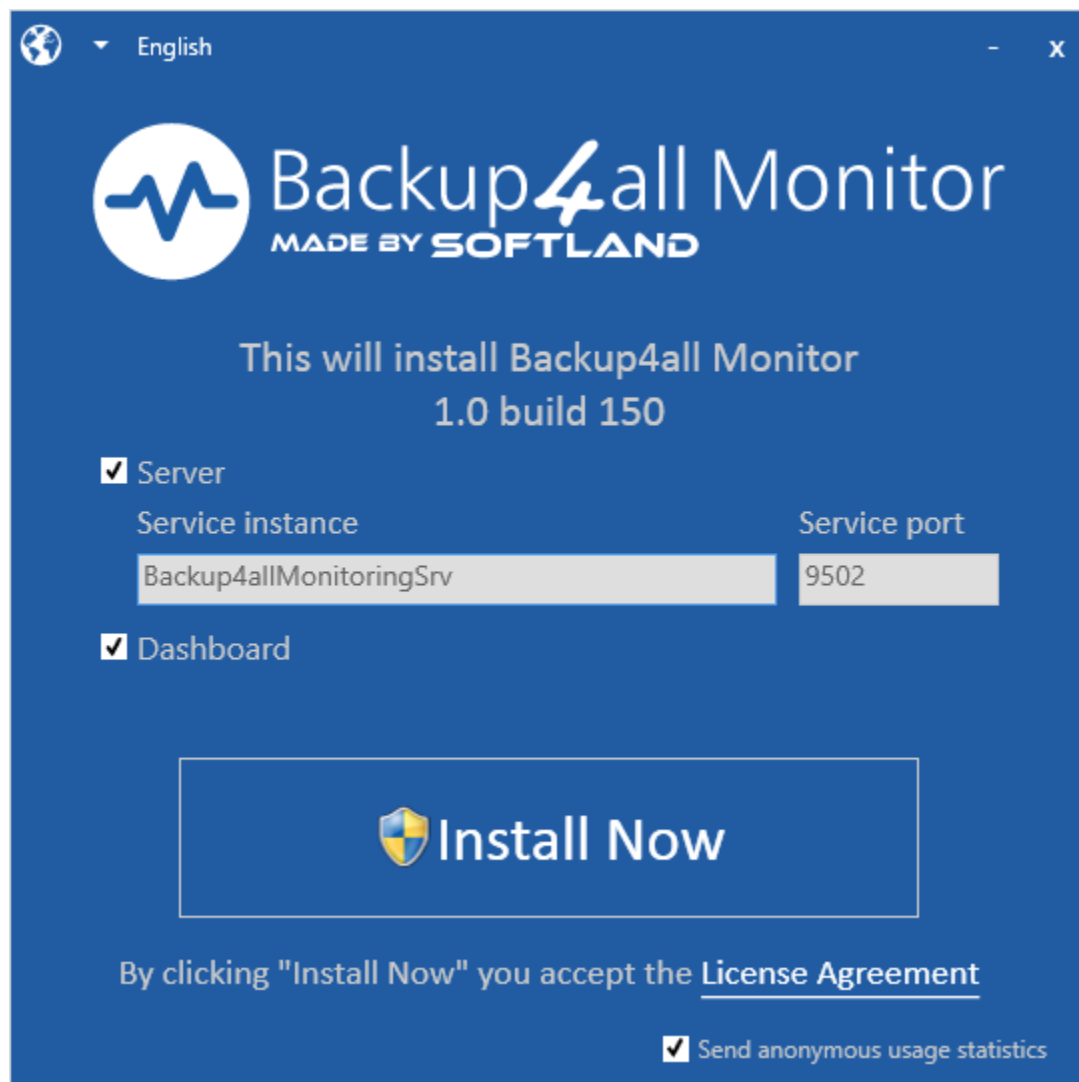 English
- x
Backup4all Monitor
MADE BY SOFTLAND
This will install Backup4all Monitor
1.0 build 150
Server
Service instance Service port
Backup4allMonitoringSrv 9502
Dashboard
Install Now
By clicking "Install Now" you accept the License Agreement
Send anonymous usage statistics